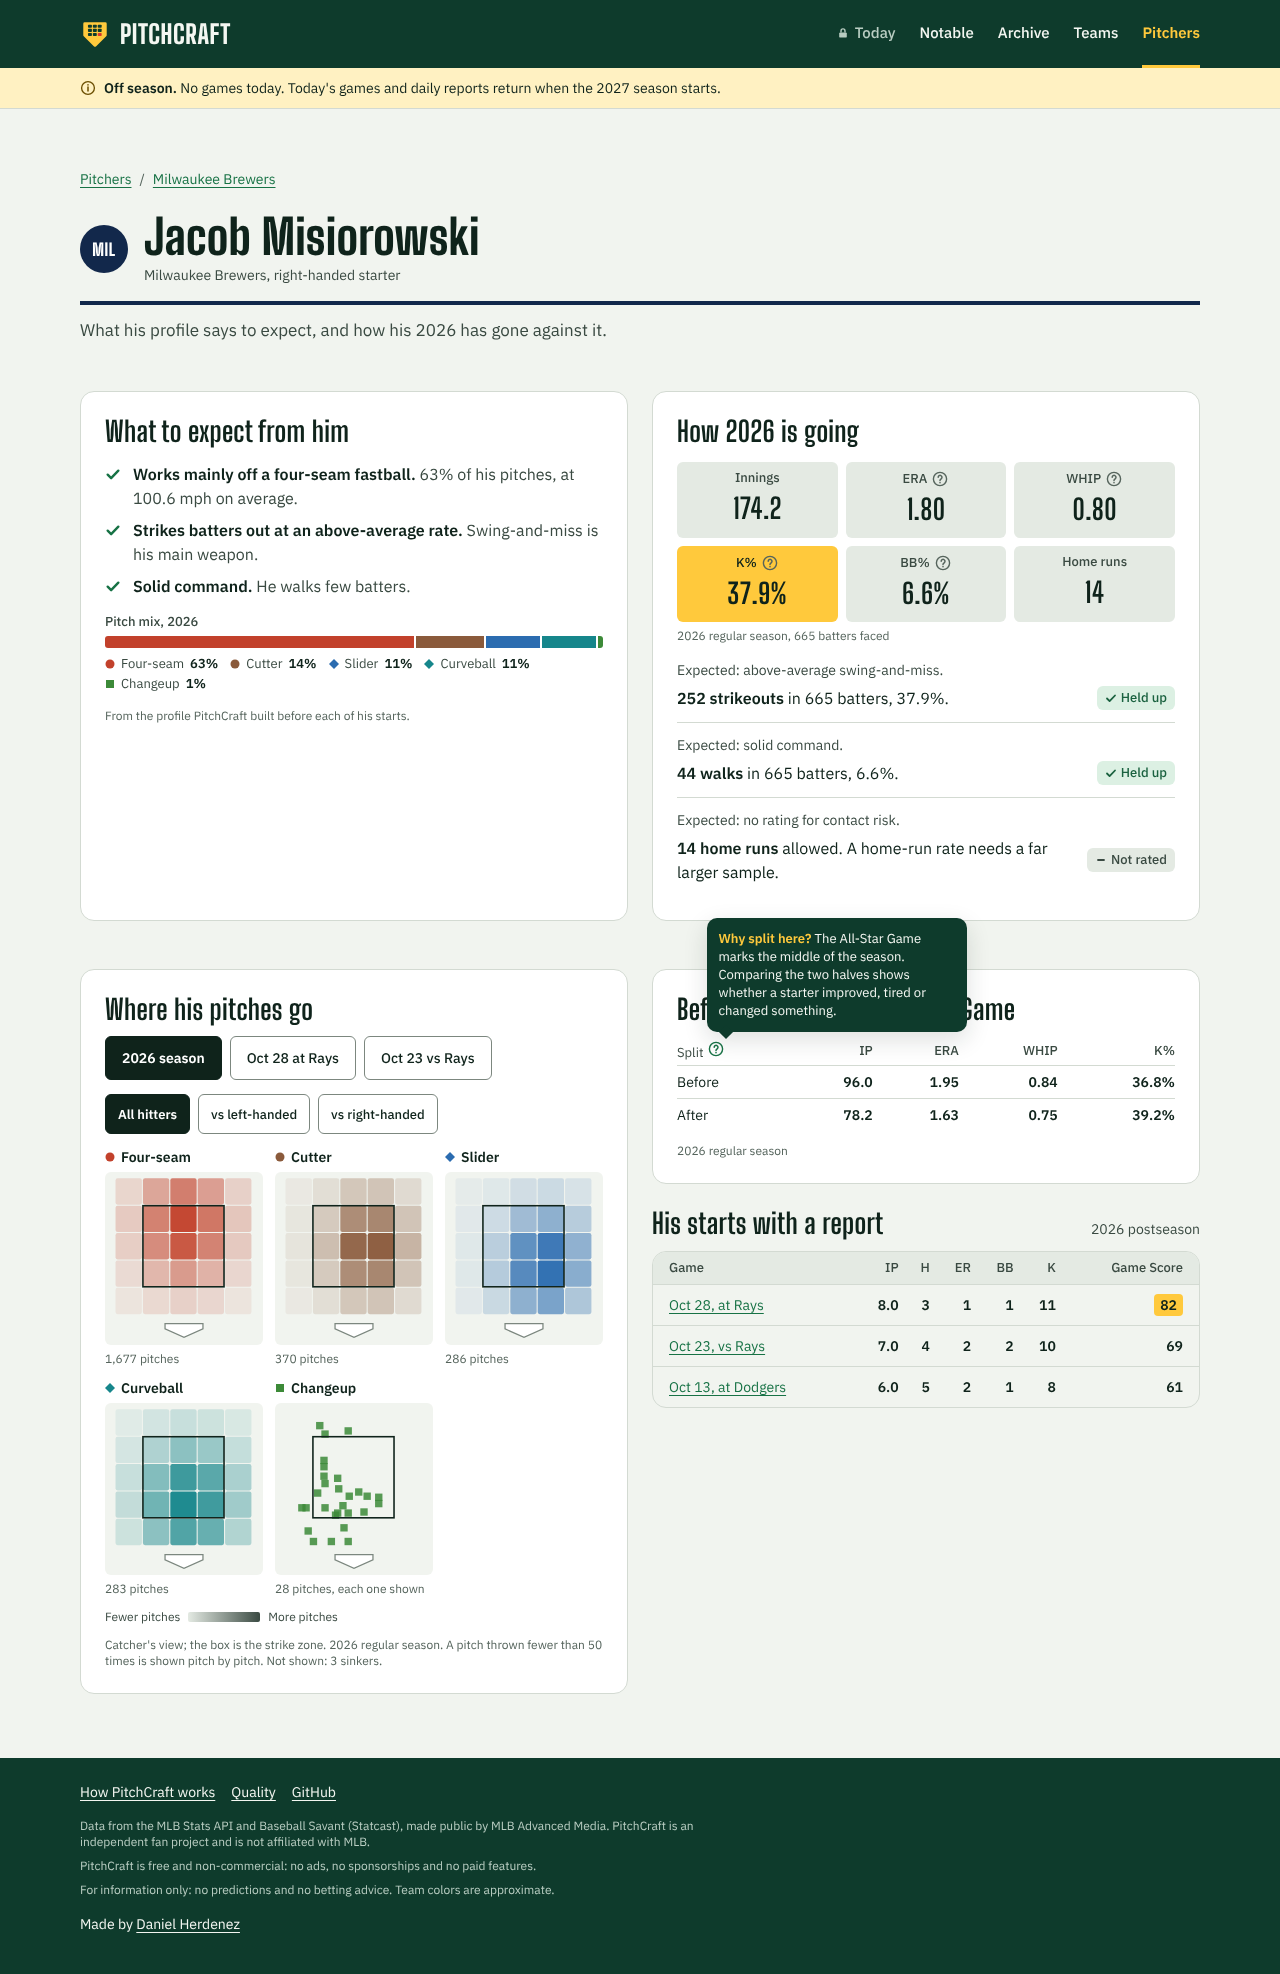 PITCHCRAFT
Today
Notable
Archive
Teams
Pitchers
Off season. No games today. Today's games and daily reports return when the 2027 season starts.
Pitchers / Milwaukee Brewers
MIL
Jacob Misiorowski
Milwaukee Brewers, right-handed starter
What his profile says to expect, and how his 2026 has gone against it.
What to expect from him
Works mainly off a four-seam fastball. 63% of his pitches, at
100.6 mph on average.
Strikes batters out at an above-average rate. Swing-and-miss is
his main weapon.
Solid command. He walks few batters.
Pitch mix, 2026
Four-seam 63% Cutter 14% Slider 11% Curveball 11%
Changeup 1%
From the profile PitchCraft built before each of his starts.
How 2026 is going
Innings
174.2
ERA
1.80
WHIP
0.80
K%
37.9%
BB%
6.6%
Home runs
14
2026 regular season, 665 batters faced
Expected: above-average swing-and-miss.
252 strikeouts in 665 batters, 37.9%.
Held up
Expected: solid command.
44 walks in 665 batters, 6.6%.
Held up
Expected: no rating for contact risk.
14 home runs allowed. A home-run rate needs a far
larger sample.
Not rated
Where his pitches go
2026 season
Oct 28 at Rays
Oct 23 vs Rays
All hitters
vs left-handed
vs right-handed
Four-seam
1,677 pitches
Cutter
370 pitches
Slider
286 pitches
Curveball
283 pitches
Changeup
28 pitches, each one shown
Fewer pitches
More pitches
Catcher's view; the box is the strike zone. 2026 regular season. A pitch thrown fewer than 50
times is shown pitch by pitch. Not shown: 3 sinkers.
Why split here? The All-Star Game
marks the middle of the season.
Comparing the two halves shows
whether a starter improved, tired or
changed something.
Game
Split IP ERA WHIP K%
Before 96.0 1.95 0.84 36.8%
After 78.2 1.63 0.75 39.2%
2026 regular season
His starts with a report
2026 postseason
Game IP H ER BB K Game Score
Oct 28, at Rays 8.0 3 1 1 11 82
Oct 23, vs Rays 7.0 4 2 2 10 69
Oct 13, at Dodgers 6.0 5 2 1 8 61
How PitchCraft works
Quality
GitHub
Data from the MLB Stats API and Baseball Savant (Statcast), made public by MLB Advanced Media. PitchCraft is an
independent fan project and is not affiliated with MLB.
PitchCraft is free and non-commercial: no ads, no sponsorships and no paid features.
For information only: no predictions and no betting advice. Team colors are approximate.
Made by Daniel Herdenez